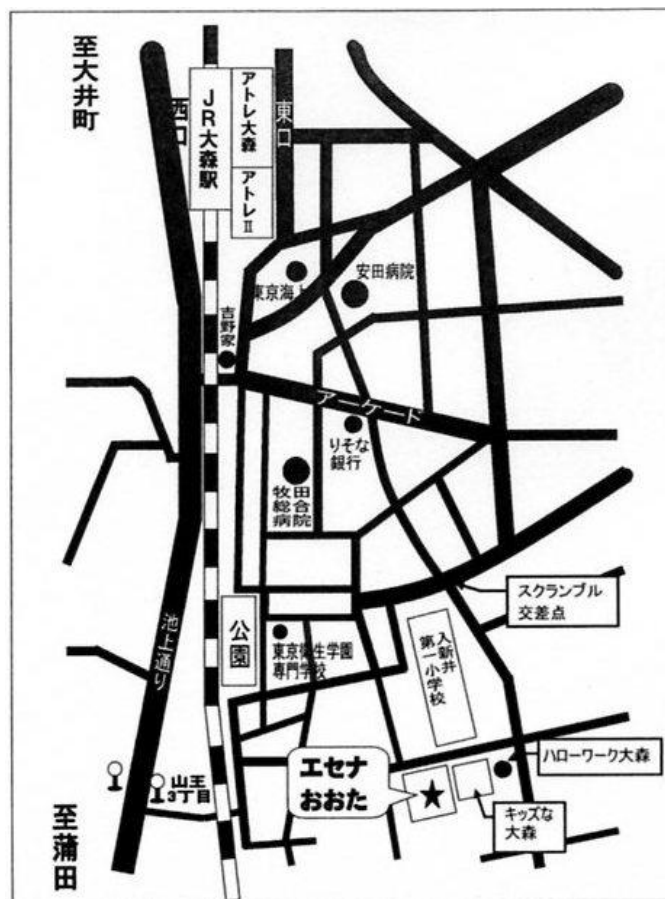 至大井町
西口
JR大森駅
アトレ大森
アトレⅡ
東口
東京海上
安田病院
吉野家
アーケード
りそな
銀行
牧田
総合
病院
スクランブル
交差点
池上通り
公園
東京衛生学園
専門学校
入新井
第一小学校
エセナ
おおた
ハローワーク大森
キッズな
大森
山王
3丁目
至蒲田